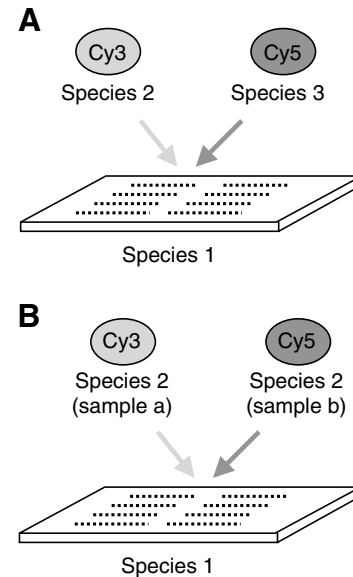 A
Cy3 Cy5
Species 2 Species 3
Species 1
B
Cy3 Cy5
Species 2 Species 2
(sample a) (sample b)
Species 1